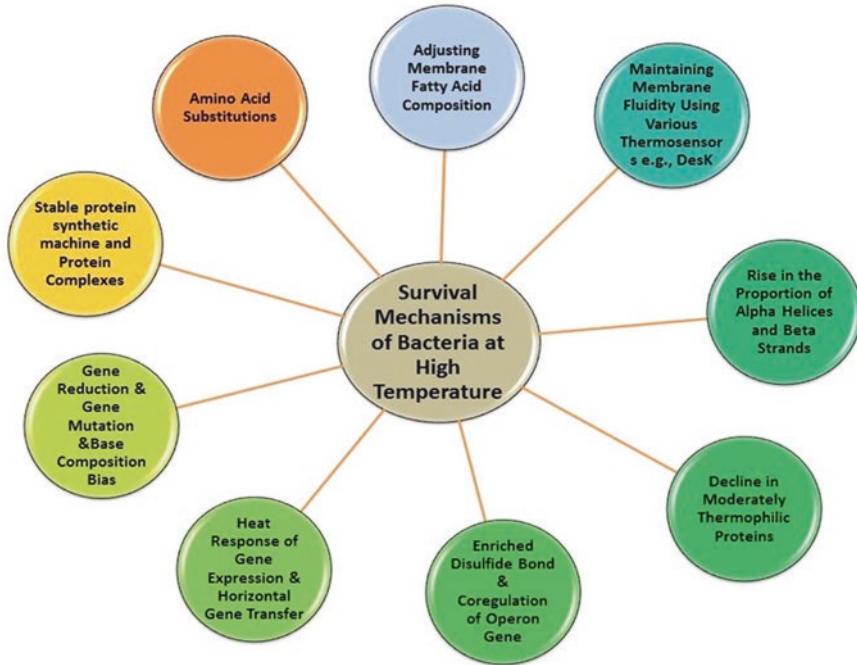 Adjusting
Membrane
Fatty Acid
Composition
Maintaining
Membrane
Fluidity Using
Various
Thermosensor
s e.g., DesK
Rise in the
Proportion of
Alpha Helices
and Beta
Strands
Decline in
Moderately
Thermophilic
Proteins
Enriched
Disulfide Bond
&
Coregulation
of Operon
Gene
Heat
Response of
Gene
Expression &
Horizontal
Gene Transfer
Gene
Reduction &
Gene
Mutation
&Base
Composition
Bias
Stable protein
synthetic
machine and
Protein
Complexes
Amino Acid
Substitutions
Survival
Mechanisms
of Bacteria at
High
Temperature